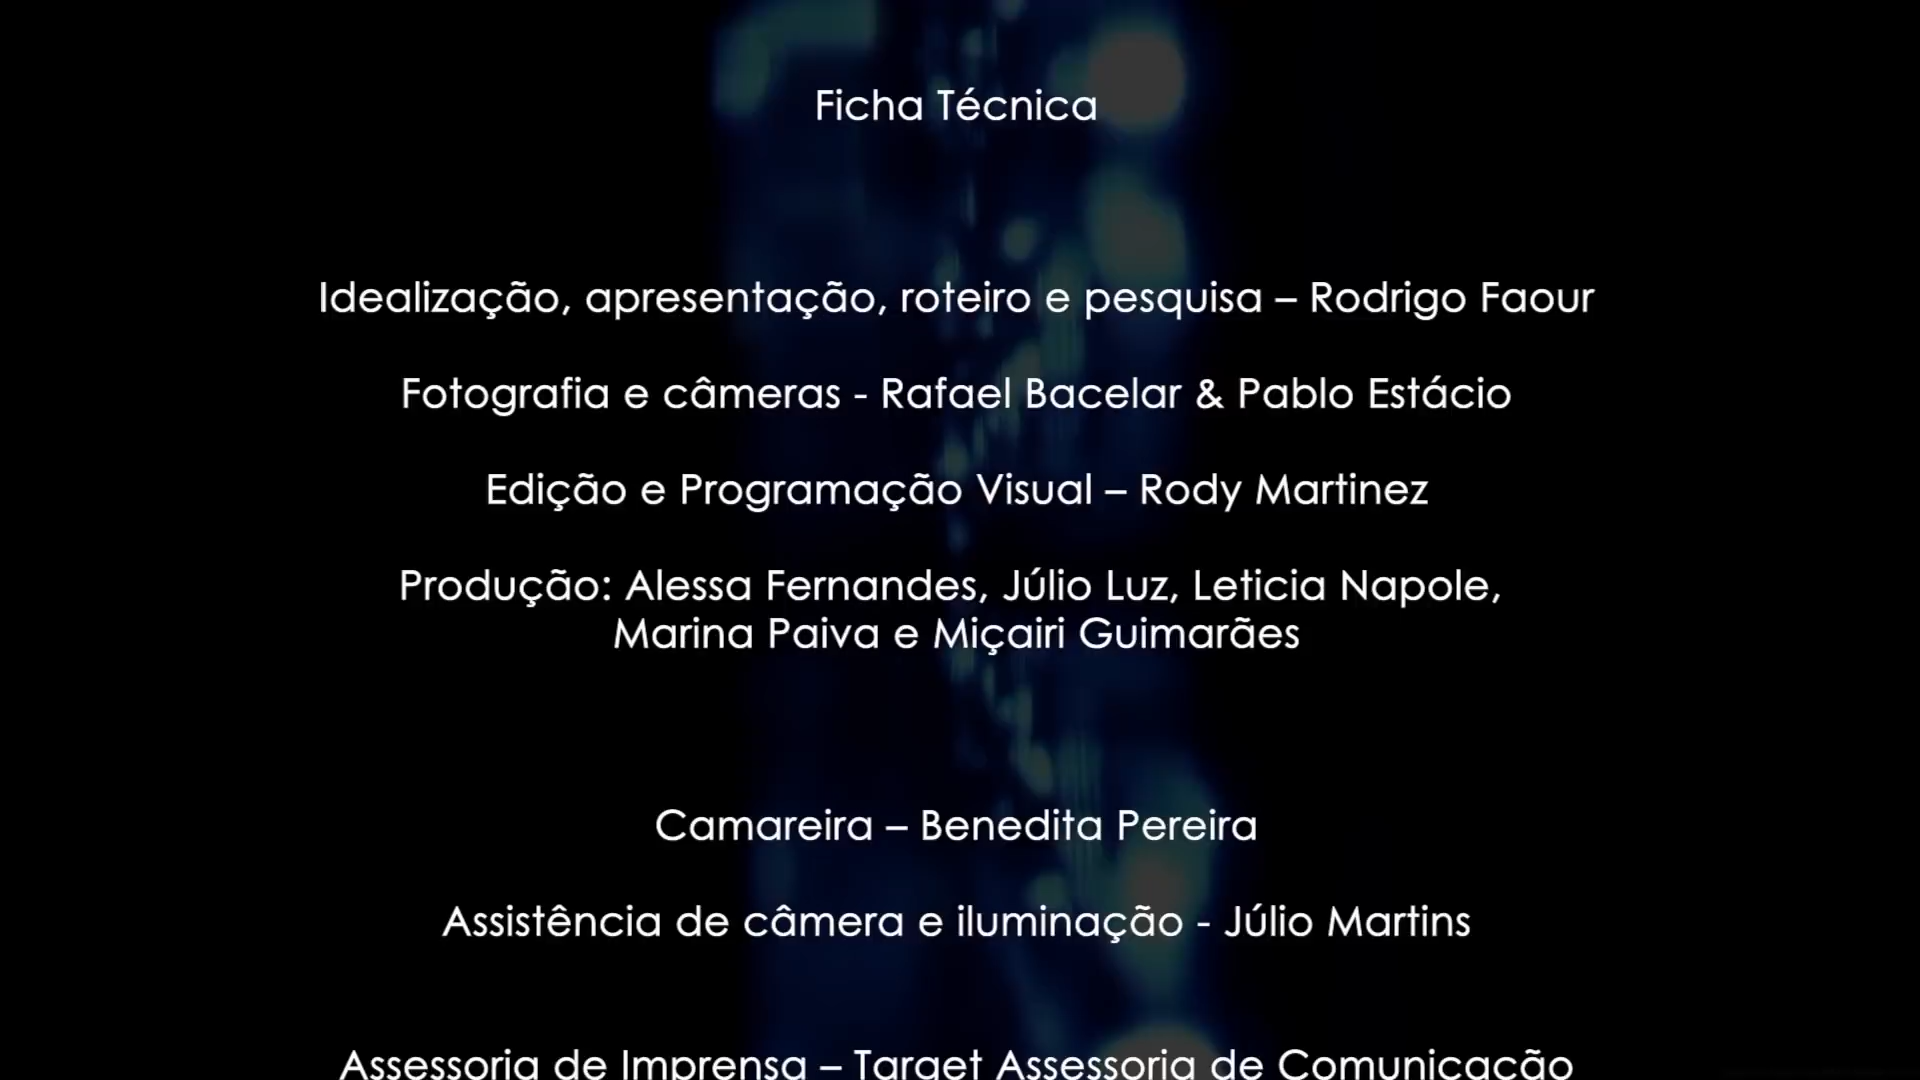 Ficha Técnica
Idealização, apresentação, roteiro e pesquisa – Rodrigo Faour
Fotografia e câmeras - Rafael Bacelar & Pablo Estácio
Edição e Programação Visual – Rody Martinez
Produção: Alessa Fernandes, Júlio Luz, Leticia Napole,
Marina Paiva e Miçairi Guimarães
Camareira – Benedita Pereira
Assistência de câmera e iluminação - Júlio Martins
Assessoria de Imprensa – Target Assessoria de Comunicação